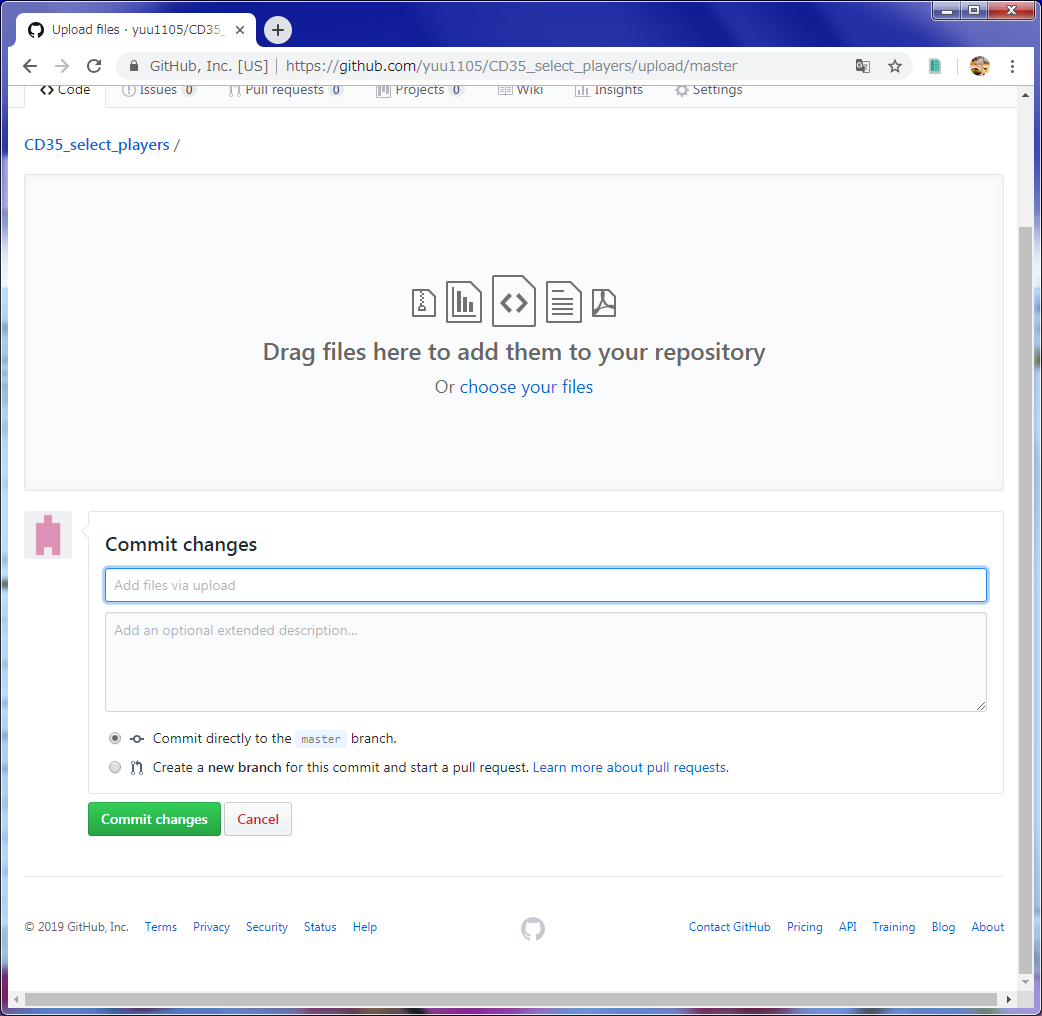 Upload files · yuu1105/CD35_
GitHub, Inc. [US] | https://github.com/yuu1105/CD35_select_players/upload/master
Code Issues 0 Pull requests 0 Projects 0 Wiki Insights Settings
CD35_select_players /
Drag files here to add them to your repository
Or choose your files
Commit changes
Add files via upload
Add an optional extended description...
Commit directly to the master branch.
Create a new branch for this commit and start a pull request. Learn more about pull requests.
Commit changes Cancel
© 2019 GitHub, Inc. Terms Privacy Security Status Help Contact GitHub Pricing API Training Blog About